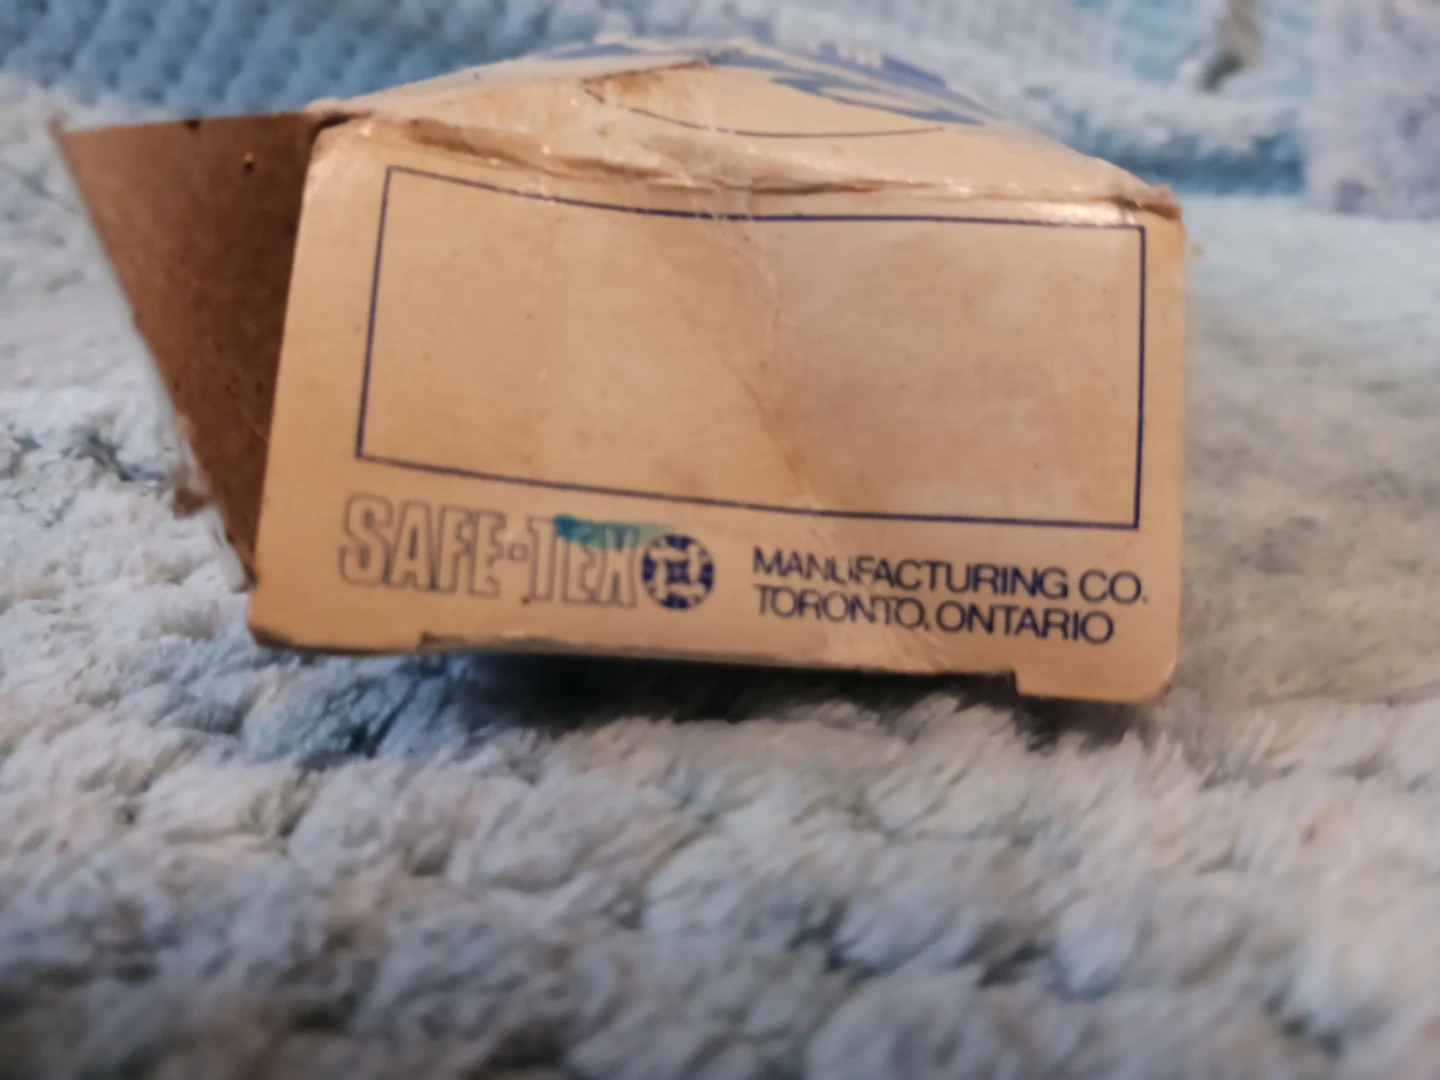 SAFE-TEX
MANUFACTURING CO.
TORONTO, ONTARIO